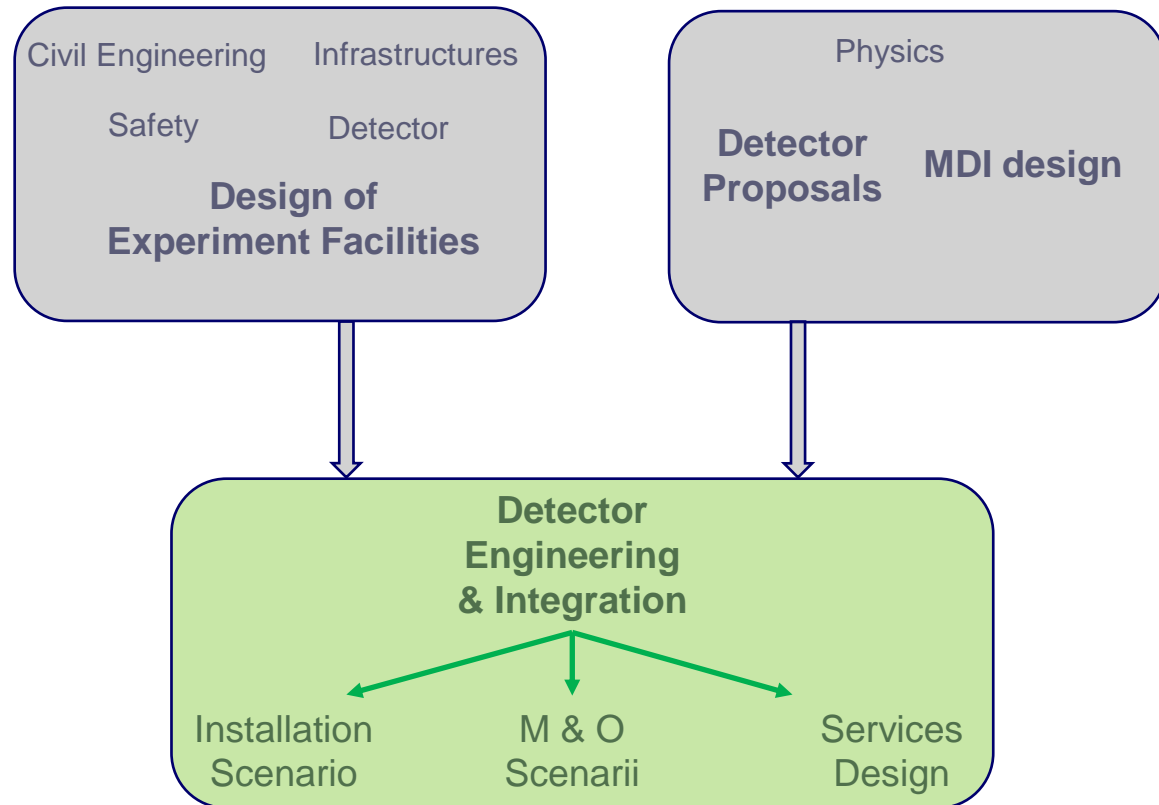 Civil Engineering Infrastructures
Safety Detector
Design of
Experiment Facilities
Physics
Detector
Proposals
MDI design
Detector
Engineering
& Integration
Installation
Scenario
M & O
Scenarii
Services
Design